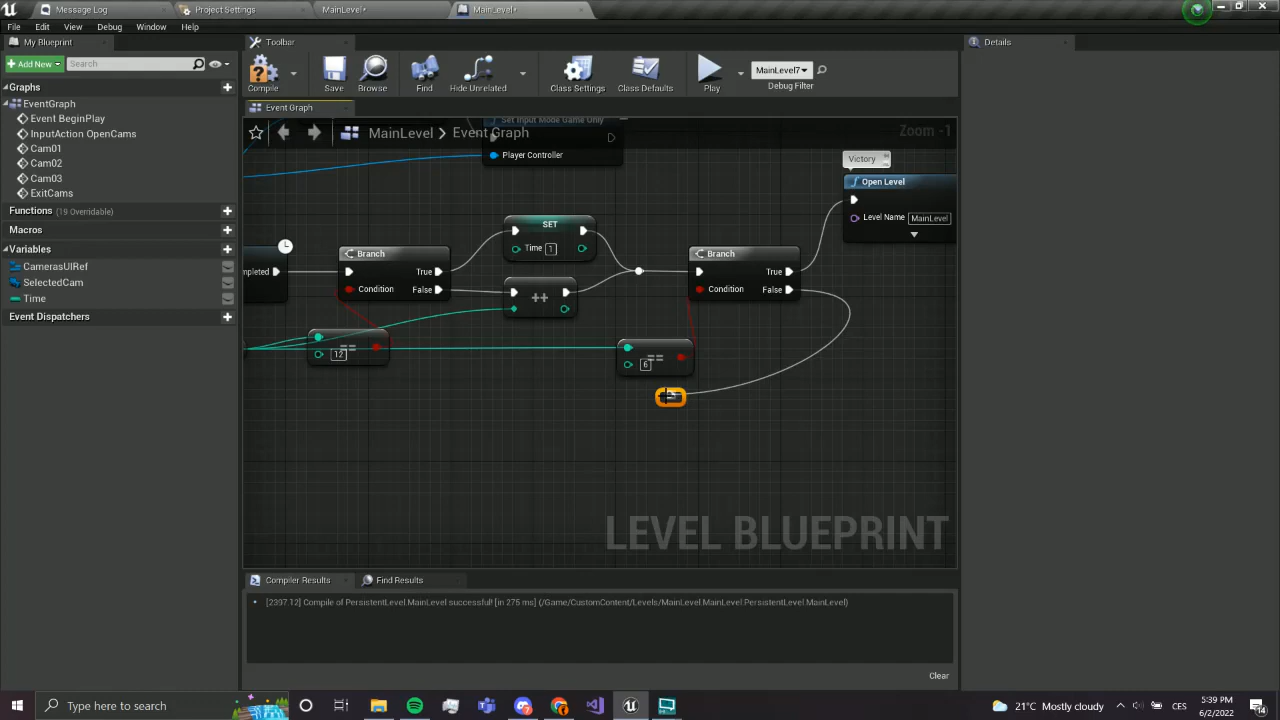 Message Log
Project Settings
MainLevel*
MainLevel*
File Edit View Debug Window Help
My Blueprint
Toolbar
Details
Add New
Search
Compile
Save
Browse
Find
Hide Unrelated
Class Settings
Class Defaults
Play
MainLevel7
Debug Filter
Graphs
EventGraph
Event BeginPlay
InputAction OpenCams
Cam01
Cam02
Cam03
ExitCams
Functions (19 Overridable)
Macros
Variables
CamerasUIRef
SelectedCam
Time
Event Dispatchers
Event Graph
MainLevel > Event Graph
Zoom -1
Set Input Mode Game Only
Player Controller
Victory
f Open Level
Level Name MainLevel
SET
Time 1
mpleted
Branch
True
Condition
False
++
Branch
True
Condition
False
==
12
==
6
LEVEL BLUEPRINT
Compiler Results
Find Results
[2397.12] Compile of PersistentLevel.MainLevel successful! [in 275 ms] (/Game/CustomContent/Levels/MainLevel.MainLevel:PersistentLevel.MainLevel)
Clear
Type here to search
21°C Mostly cloudy
CES
5:39 PM
6/2/2022
14